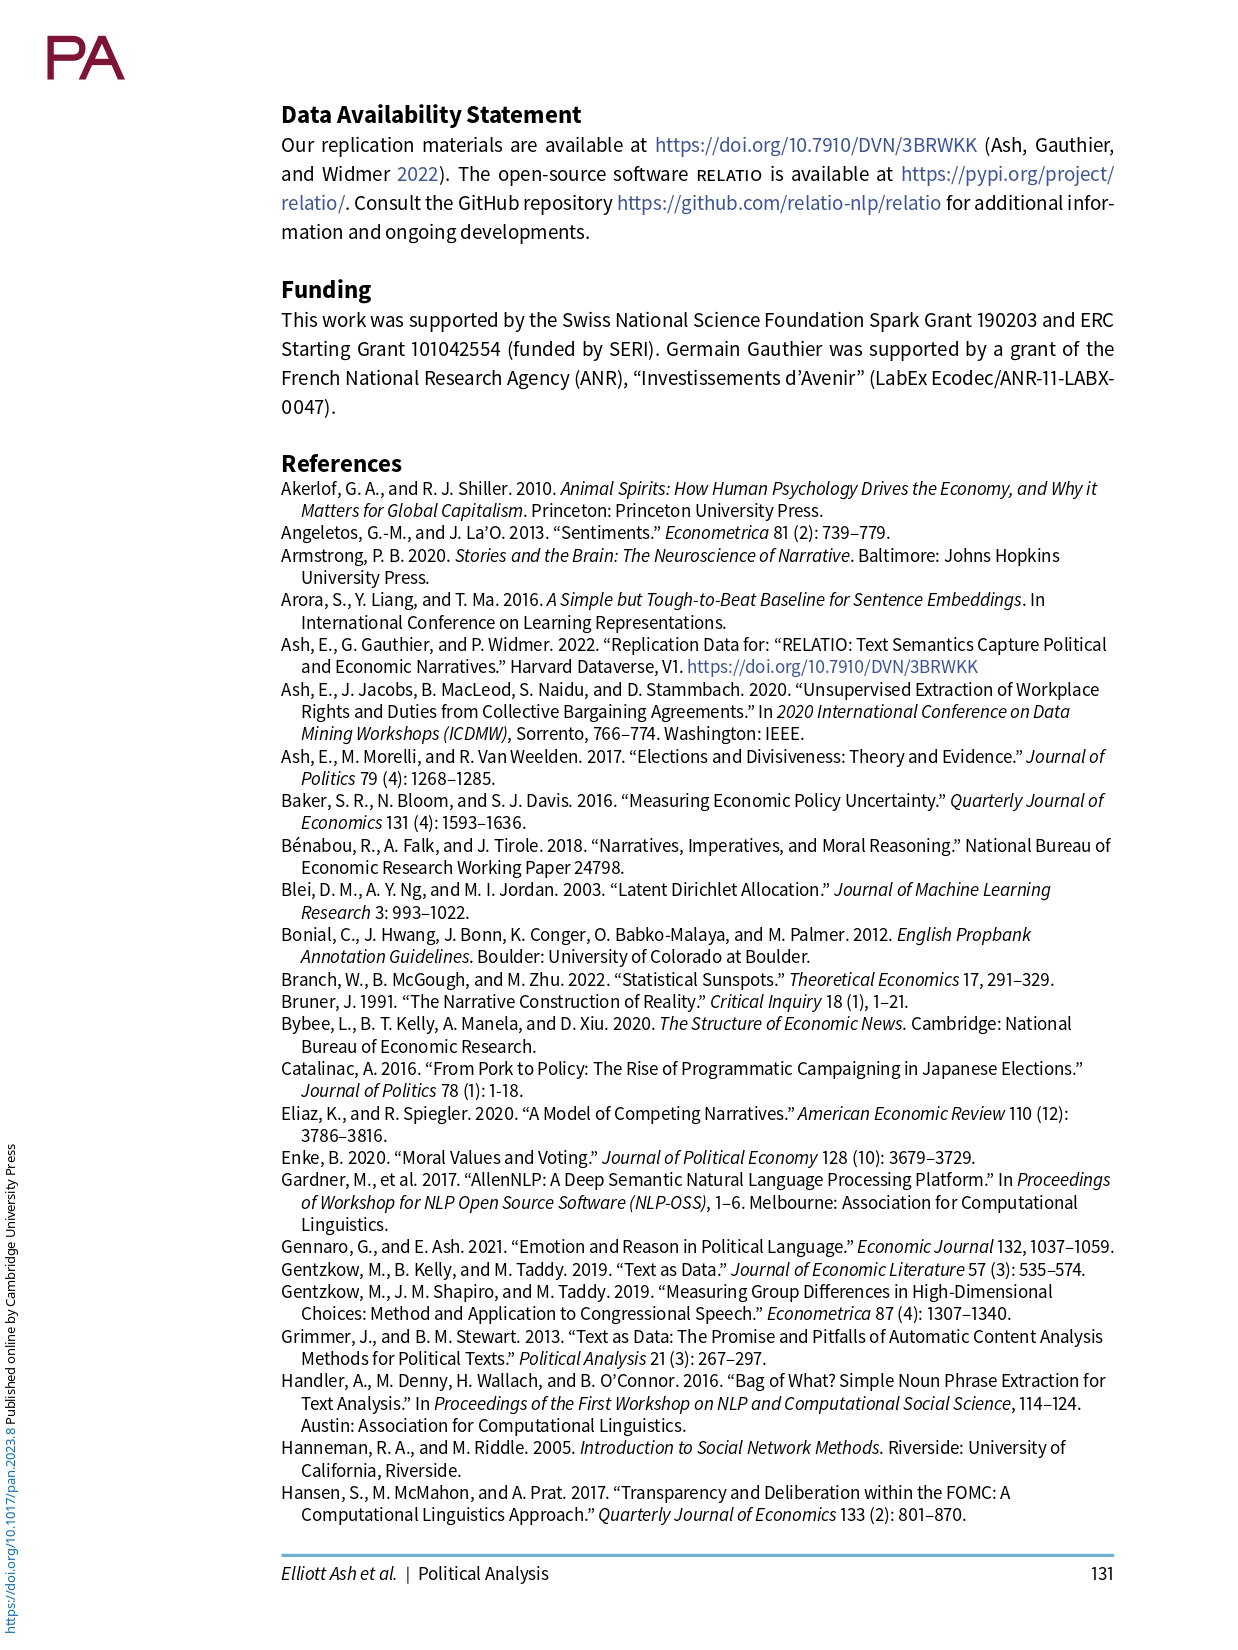 PA
Data Availability Statement
Our replication materials are available at https://doi.org/10.7910/DVN/3BRWKK (Ash, Gauthier,
and Widmer 2022). The open-source software RELATIO is available at https://pypi.org/project/
relatio/. Consult the GitHub repository https://github.com/relatio-nlp/relatio for additional infor-
mation and ongoing developments.
Funding
This work was supported by the Swiss National Science Foundation Spark Grant 190203 and ERC
Starting Grant 101042554 (funded by SERI). Germain Gauthier was supported by a grant of the
French National Research Agency (ANR), “Investissements d’Avenir” (LabEx Ecodec/ANR-11-LABX-
0047).
References
Akerlof, G. A., and R. J. Shiller. 2010. Animal Spirits: How Human Psychology Drives the Economy, and Why it
Matters for Global Capitalism. Princeton: Princeton University Press.
Angeletos, G.-M., and J. La’O. 2013. “Sentiments.” Econometrica 81 (2): 739–779.
Armstrong, P. B. 2020. Stories and the Brain: The Neuroscience of Narrative. Baltimore: Johns Hopkins
University Press.
Arora, S., Y. Liang, and T. Ma. 2016. A Simple but Tough-to-Beat Baseline for Sentence Embeddings. In
International Conference on Learning Representations.
Ash, E., G. Gauthier, and P. Widmer. 2022. “Replication Data for: “RELATIO: Text Semantics Capture Political
and Economic Narratives.” Harvard Dataverse, V1. https://doi.org/10.7910/DVN/3BRWKK
Ash, E., J. Jacobs, B. MacLeod, S. Naidu, and D. Stammbach. 2020. “Unsupervised Extraction of Workplace
Rights and Duties from Collective Bargaining Agreements.” In 2020 International Conference on Data
Mining Workshops (ICDMW), Sorrento, 766–774. Washington: IEEE.
Ash, E., M. Morelli, and R. Van Weelden. 2017. “Elections and Divisiveness: Theory and Evidence.” Journal of
Politics 79 (4): 1268–1285.
Baker, S. R., N. Bloom, and S. J. Davis. 2016. “Measuring Economic Policy Uncertainty.” Quarterly Journal of
Economics 131 (4): 1593–1636.
Bénabou, R., A. Falk, and J. Tirole. 2018. “Narratives, Imperatives, and Moral Reasoning.” National Bureau of
Economic Research Working Paper 24798.
Blei, D. M., A. Y. Ng, and M. I. Jordan. 2003. “Latent Dirichlet Allocation.” Journal of Machine Learning
Research 3: 993–1022.
Bonial, C., J. Hwang, J. Bonn, K. Conger, O. Babko-Malaya, and M. Palmer. 2012. English Propbank
Annotation Guidelines. Boulder: University of Colorado at Boulder.
Branch, W., B. McGough, and M. Zhu. 2022. “Statistical Sunspots.” Theoretical Economics 17, 291–329.
Bruner, J. 1991. “The Narrative Construction of Reality.” Critical Inquiry 18 (1), 1–21.
Bybee, L., B. T. Kelly, A. Manela, and D. Xiu. 2020. The Structure of Economic News. Cambridge: National
Bureau of Economic Research.
Catalinac, A. 2016. “From Pork to Policy: The Rise of Programmatic Campaigning in Japanese Elections.”
Journal of Politics 78 (1): 1-18.
Eliaz, K., and R. Spiegler. 2020. “A Model of Competing Narratives.” American Economic Review 110 (12):
3786–3816.
Enke, B. 2020. “Moral Values and Voting.” Journal of Political Economy 128 (10): 3679–3729.
Gardner, M., et al. 2017. “AllenNLP: A Deep Semantic Natural Language Processing Platform.” In Proceedings
of Workshop for NLP Open Source Software (NLP-OSS), 1–6. Melbourne: Association for Computational
Linguistics.
Gennaro, G., and E. Ash. 2021. “Emotion and Reason in Political Language.” Economic Journal 132, 1037–1059.
Gentzkow, M., B. Kelly, and M. Taddy. 2019. “Text as Data.” Journal of Economic Literature 57 (3): 535–574.
Gentzkow, M., J. M. Shapiro, and M. Taddy. 2019. “Measuring Group Differences in High-Dimensional
Choices: Method and Application to Congressional Speech.” Econometrica 87 (4): 1307–1340.
Grimmer, J., and B. M. Stewart. 2013. “Text as Data: The Promise and Pitfalls of Automatic Content Analysis
Methods for Political Texts.” Political Analysis 21 (3): 267–297.
Handler, A., M. Denny, H. Wallach, and B. O’Connor. 2016. “Bag of What? Simple Noun Phrase Extraction for
Text Analysis.” In Proceedings of the First Workshop on NLP and Computational Social Science, 114–124.
Austin: Association for Computational Linguistics.
Hanneman, R. A., and M. Riddle. 2005. Introduction to Social Network Methods. Riverside: University of
California, Riverside.
Hansen, S., M. McMahon, and A. Prat. 2017. “Transparency and Deliberation within the FOMC: A
Computational Linguistics Approach.” Quarterly Journal of Economics 133 (2): 801–870.
Elliott Ash et al. | Political Analysis 131
https://doi.org/10.1017/pan.2023.8 Published online by Cambridge University Press